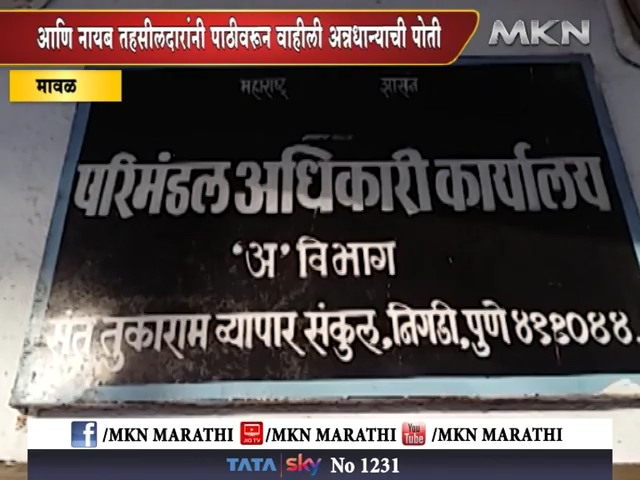 आणि नायब तहसीलदारांनी पाठीवरून वाहीली अन्नधान्याची पोती
MKN
मावळ
महाराष्ट्र शासन
परिमंडल अधिकारी कार्यालय
'अ' विभाग
संत तुकाराम व्यापार संकुल, निगडी, पुणे ४११०४४.
/MKN MARATHI /MKN MARATHI /MKN MARATHI
TATA sky No 1231